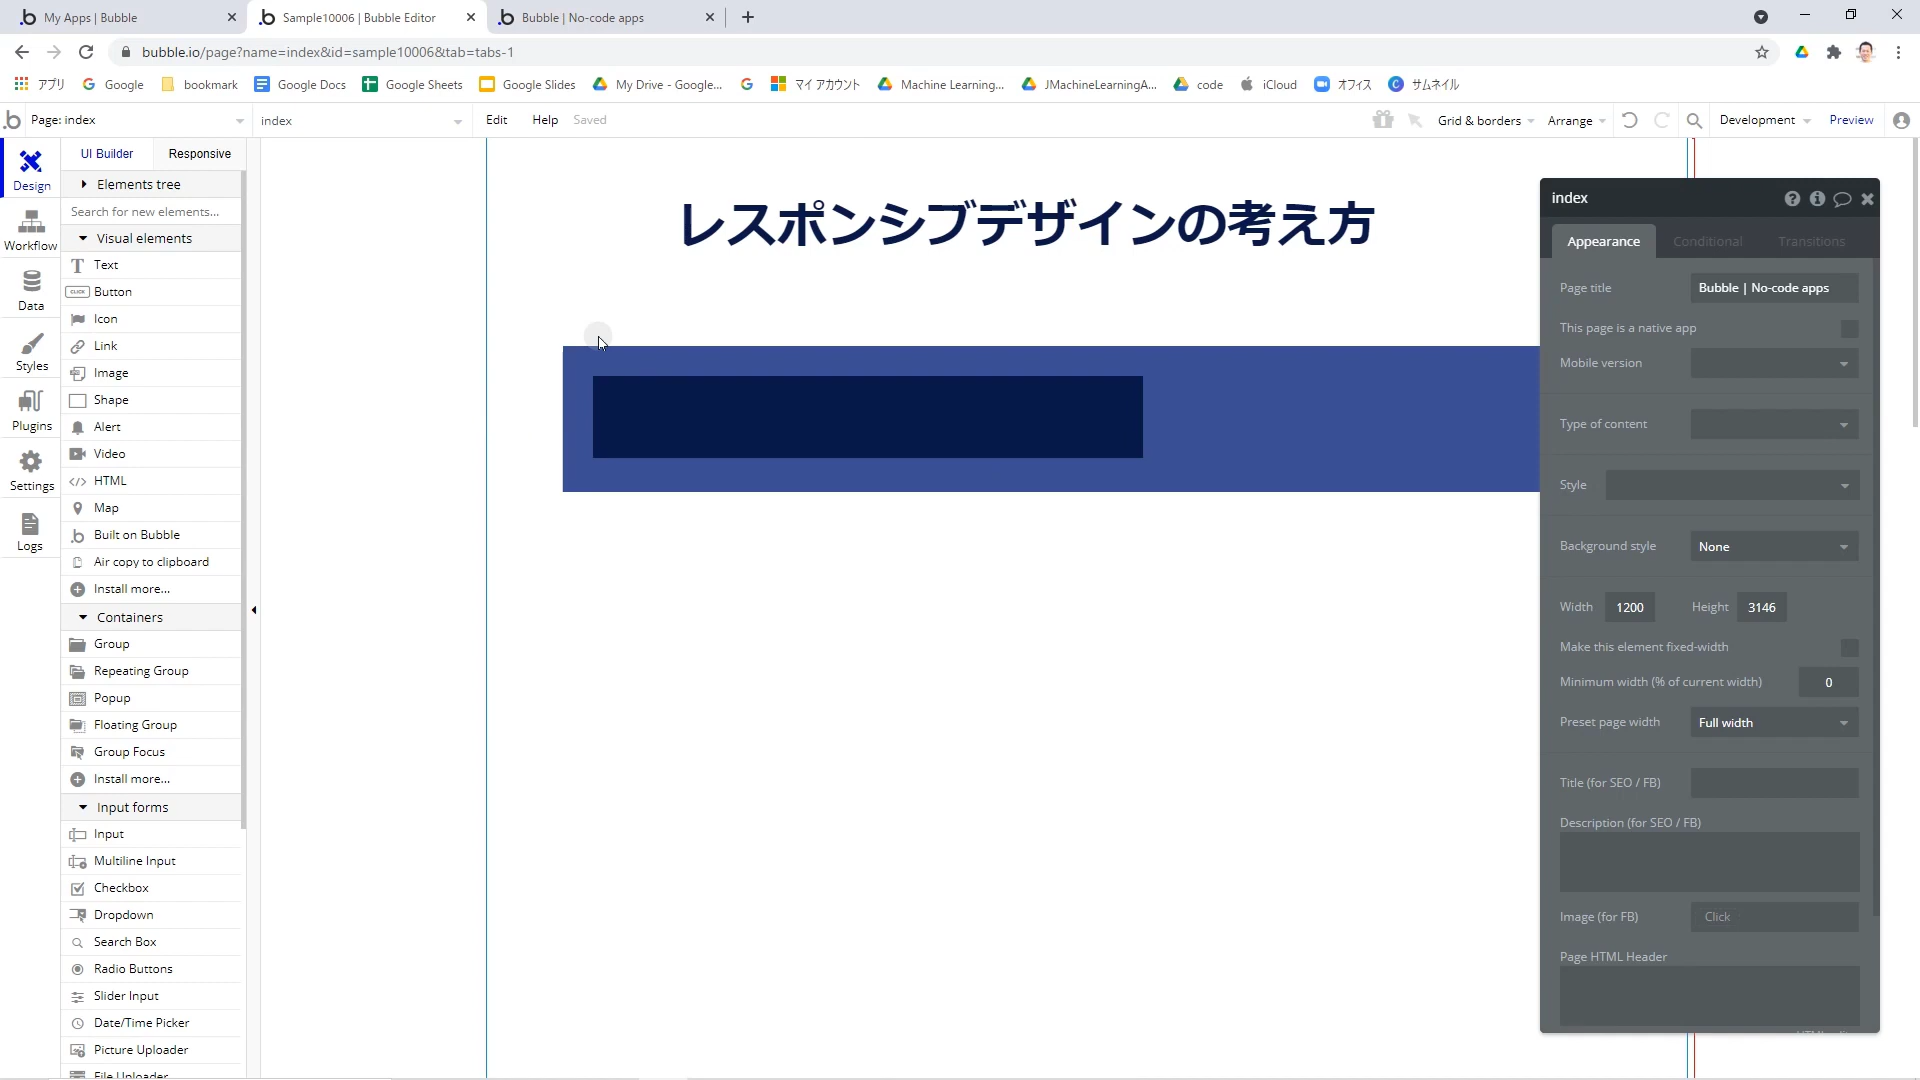 My Apps | Bubble
Sample10006 | Bubble Editor
Bubble | No-code apps
bubble.io/page?name=index&id=sample10006&tab=tabs-1
アプリ
Google
bookmark
Google Docs
Google Sheets
Google Slides
My Drive - Google...
マイ アカウント
Machine Learning...
JMachineLearningA...
code
iCloud
オフィス
サムネイル
Page: index
index
Edit
Help
Saved
Grid & borders
Arrange
Development
Preview
Design
Workflow
Data
Styles
Plugins
Settings
Logs
UI Builder
Responsive
Elements tree
Search for new elements...
Visual elements
Text
CLICK
Button
Icon
Link
Image
Shape
Alert
Video
HTML
Map
Built on Bubble
Air copy to clipboard
Install more...
Containers
Group
Repeating Group
Popup
Floating Group
Group Focus
Install more...
Input forms
Input
Multiline Input
Checkbox
Dropdown
Search Box
Radio Buttons
Slider Input
Date/Time Picker
Picture Uploader
File Uploader
レスポンシブデザインの考え方
index
Appearance
Conditional
Transitions
Page title
Bubble | No-code apps
This page is a native app
Mobile version
Type of content
Style
Background style
None
Width
1200
Height
3146
Make this element fixed-width
Minimum width (% of current width)
0
Preset page width
Full width
Title (for SEO / FB)
Description (for SEO / FB)
Image (for FB)
Click
Page HTML Header